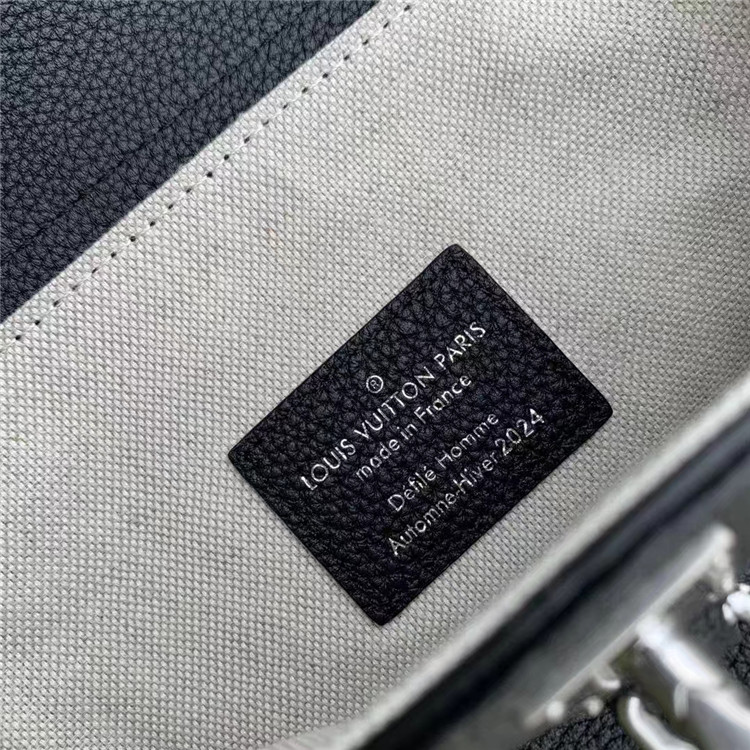 ®
LOUIS VUITTON PARIS
made in France
Défilé Homme
Automne-Hiver 2024